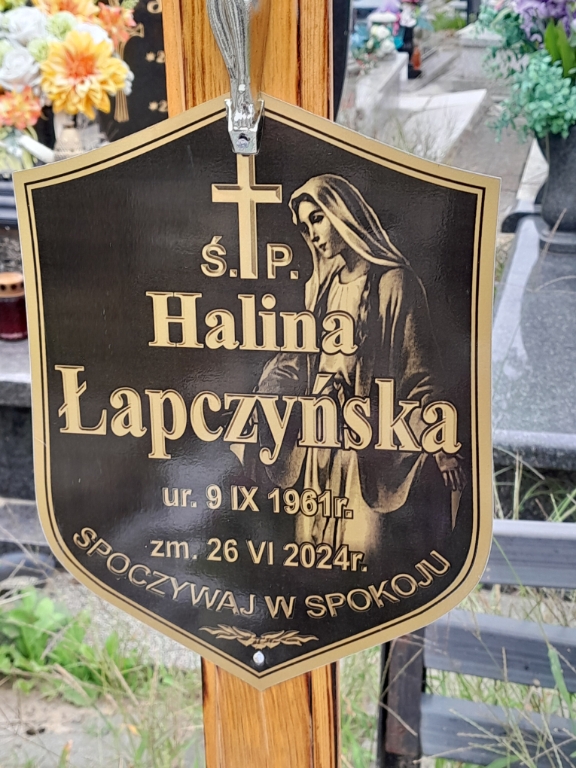 Ś. P.
Halina
Łapczyńska
ur. 9 IX 1961r.
zm. 26 VI 2024r.
SPOCZYWAJ W SPOKOJU